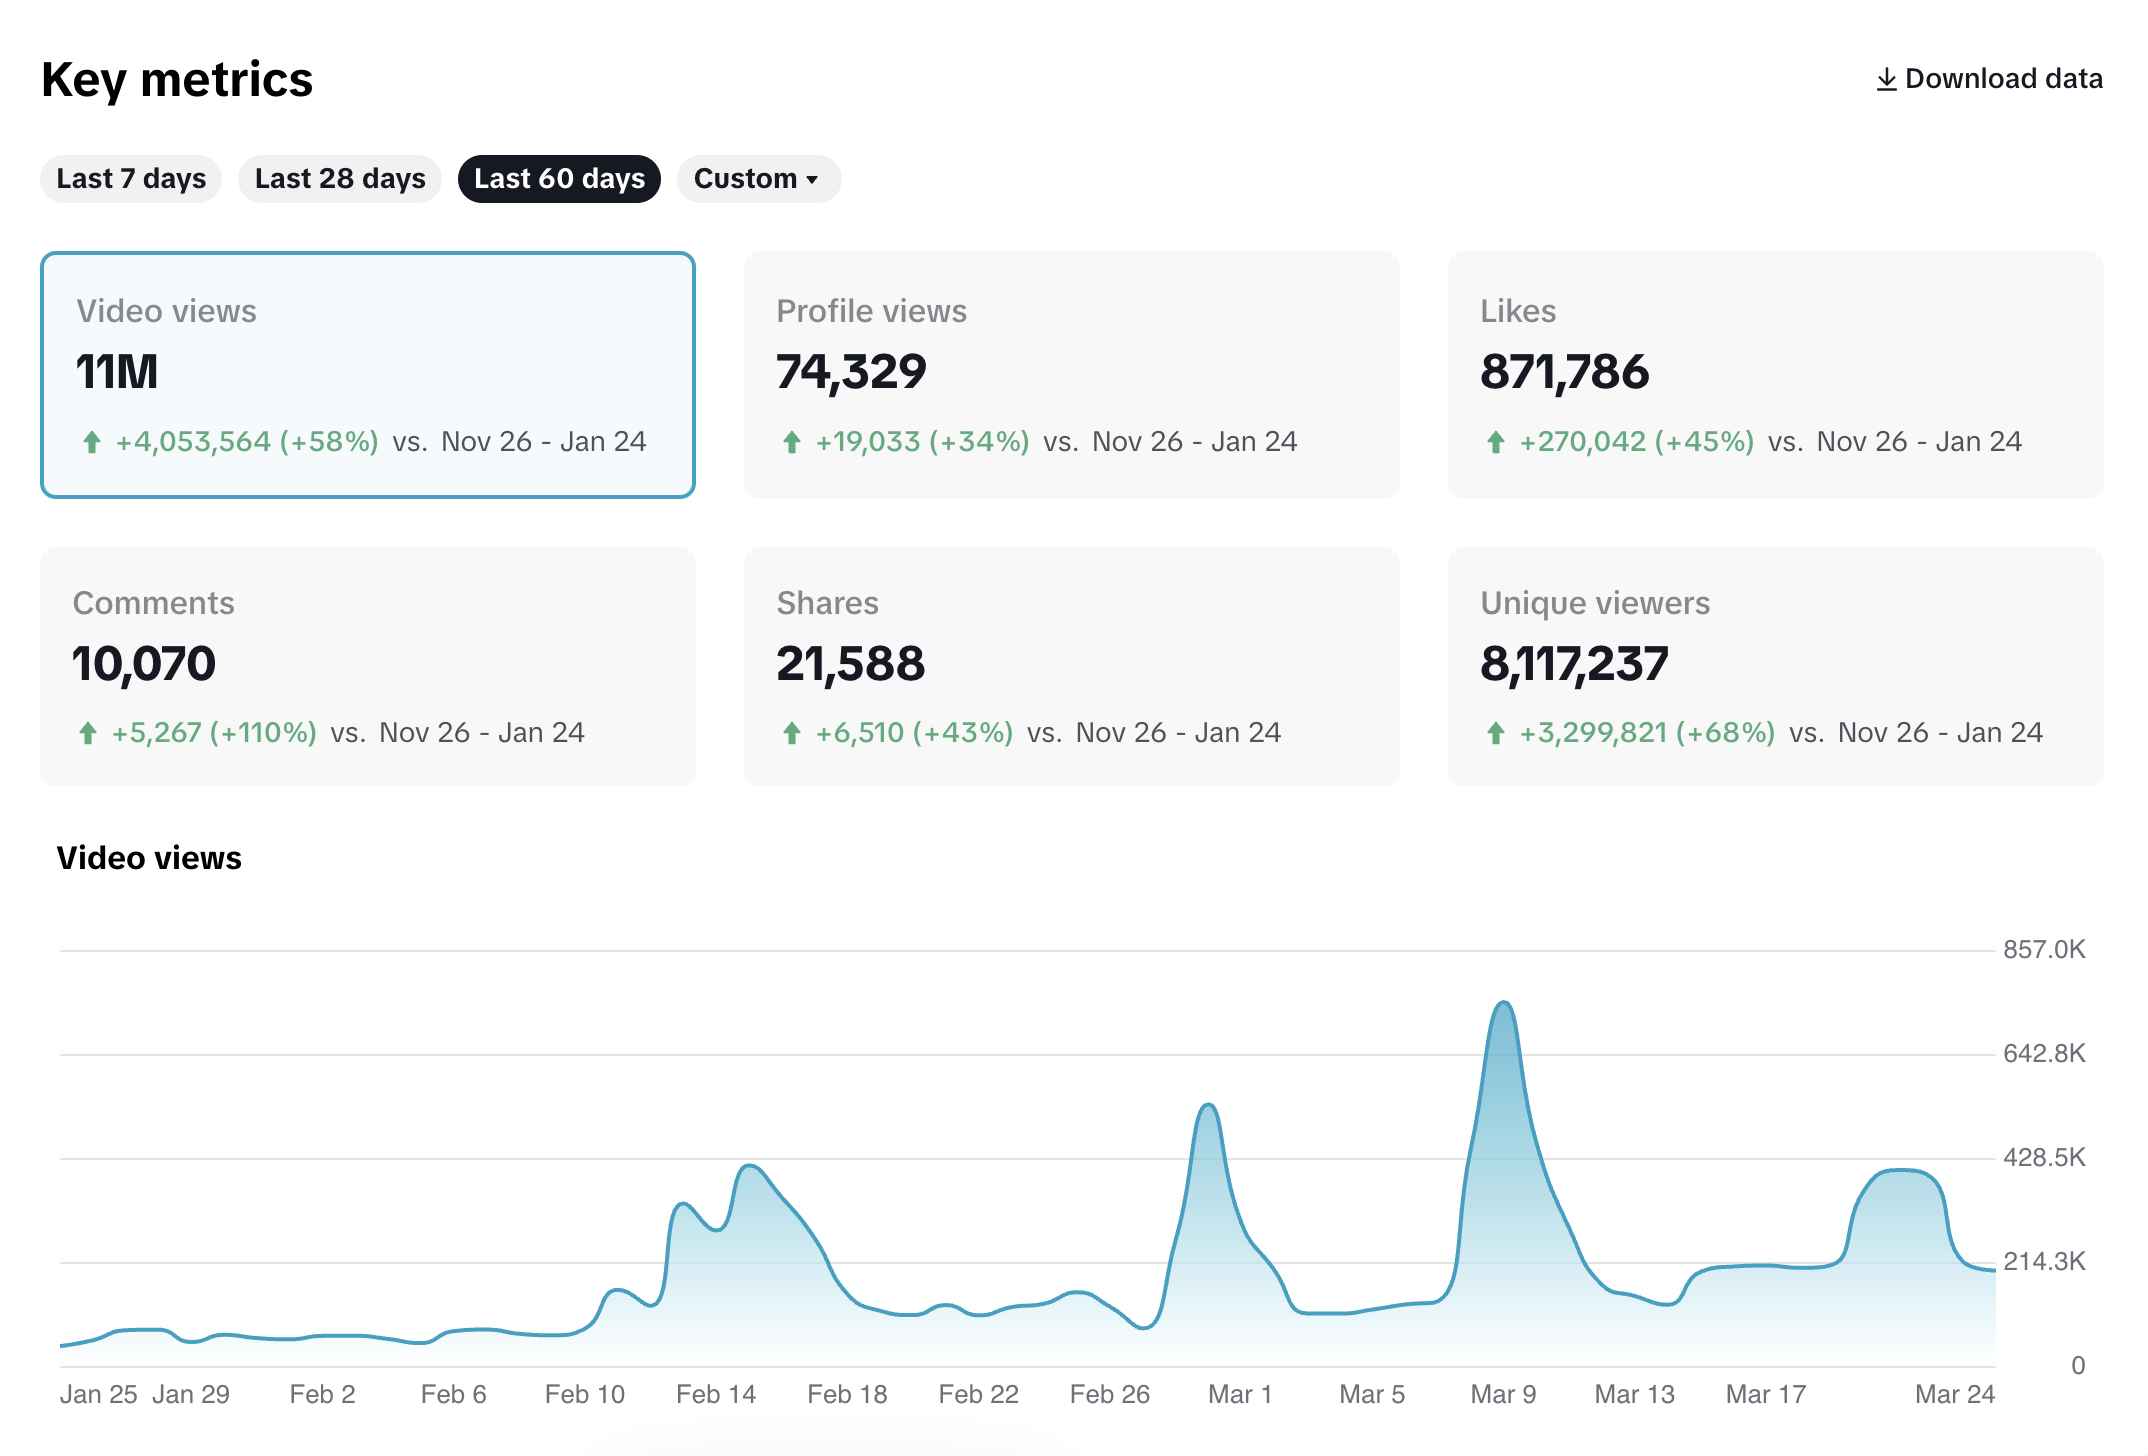 Key metrics
Download data
Last 7 days Last 28 days Last 60 days Custom
Video views
11M
+4,053,564 (+58%) vs. Nov 26 - Jan 24
Profile views
74,329
+19,033 (+34%) vs. Nov 26 - Jan 24
Likes
871,786
+270,042 (+45%) vs. Nov 26 - Jan 24
Comments
10,070
+5,267 (+110%) vs. Nov 26 - Jan 24
Shares
21,588
+6,510 (+43%) vs. Nov 26 - Jan 24
Unique viewers
8,117,237
+3,299,821 (+68%) vs. Nov 26 - Jan 24
Video views
857.0K
642.8K
428.5K
214.3K
0
Jan 25 Jan 29 Feb 2 Feb 6 Feb 10 Feb 14 Feb 18 Feb 22 Feb 26 Mar 1 Mar 5 Mar 9 Mar 13 Mar 17 Mar 24